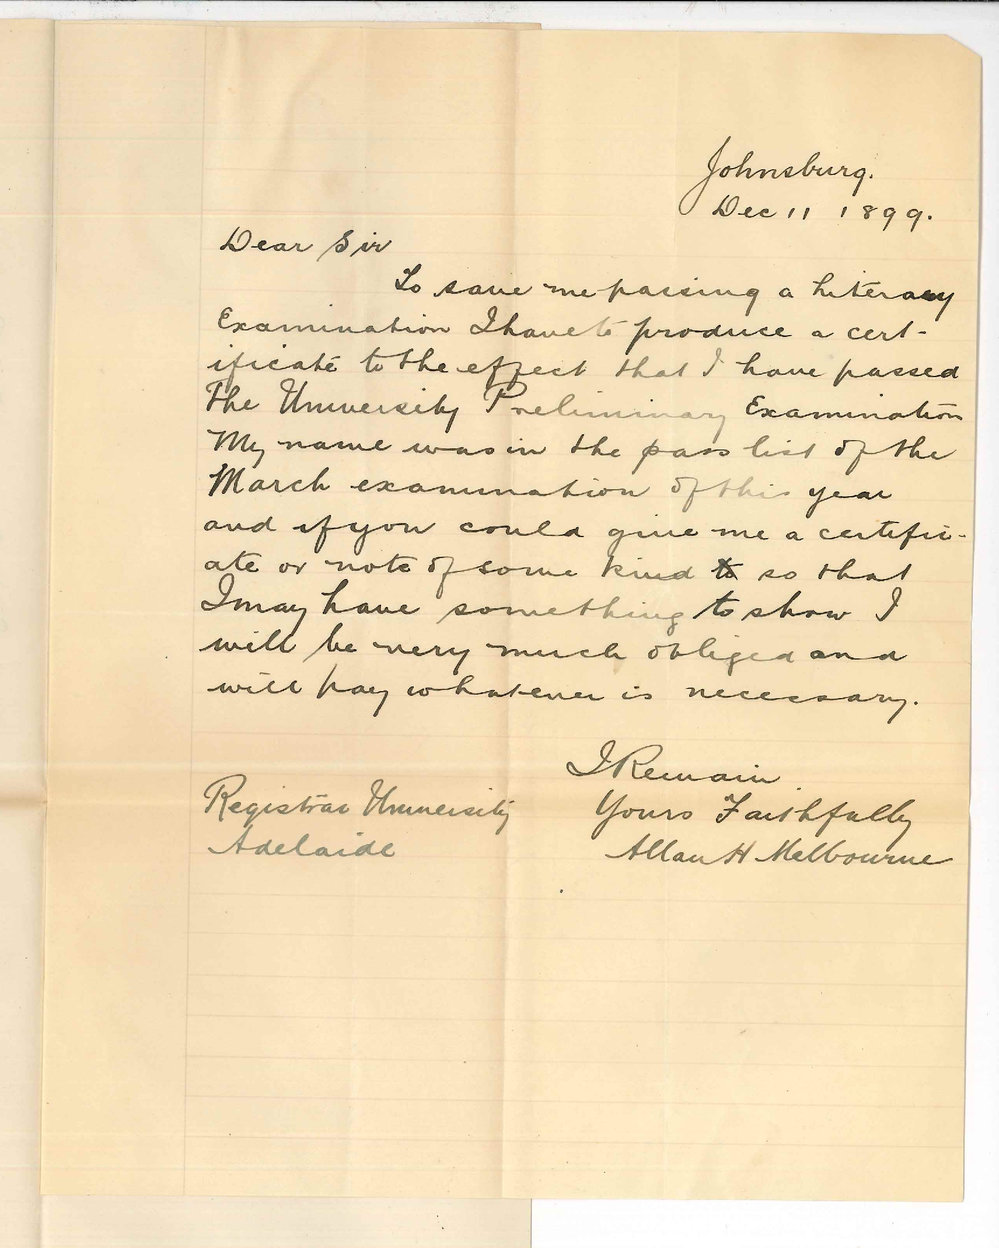 Johnsburg.
Dec 11 1899.
Dear Sir
To save me passing a Literary
Examination I have to produce a cert-
ificate to the effect that I have passed
the University Preliminary Examination
My name was in the pass list of the
March examination of this year
and if you could give me a certific-
ate or note of some kind to so that
I may have something to show I
will be very much obliged and
will pay whatever is necessary.
I Remain
Yours Faithfully
Allan H Melbourne
Registrar University
Adelaide